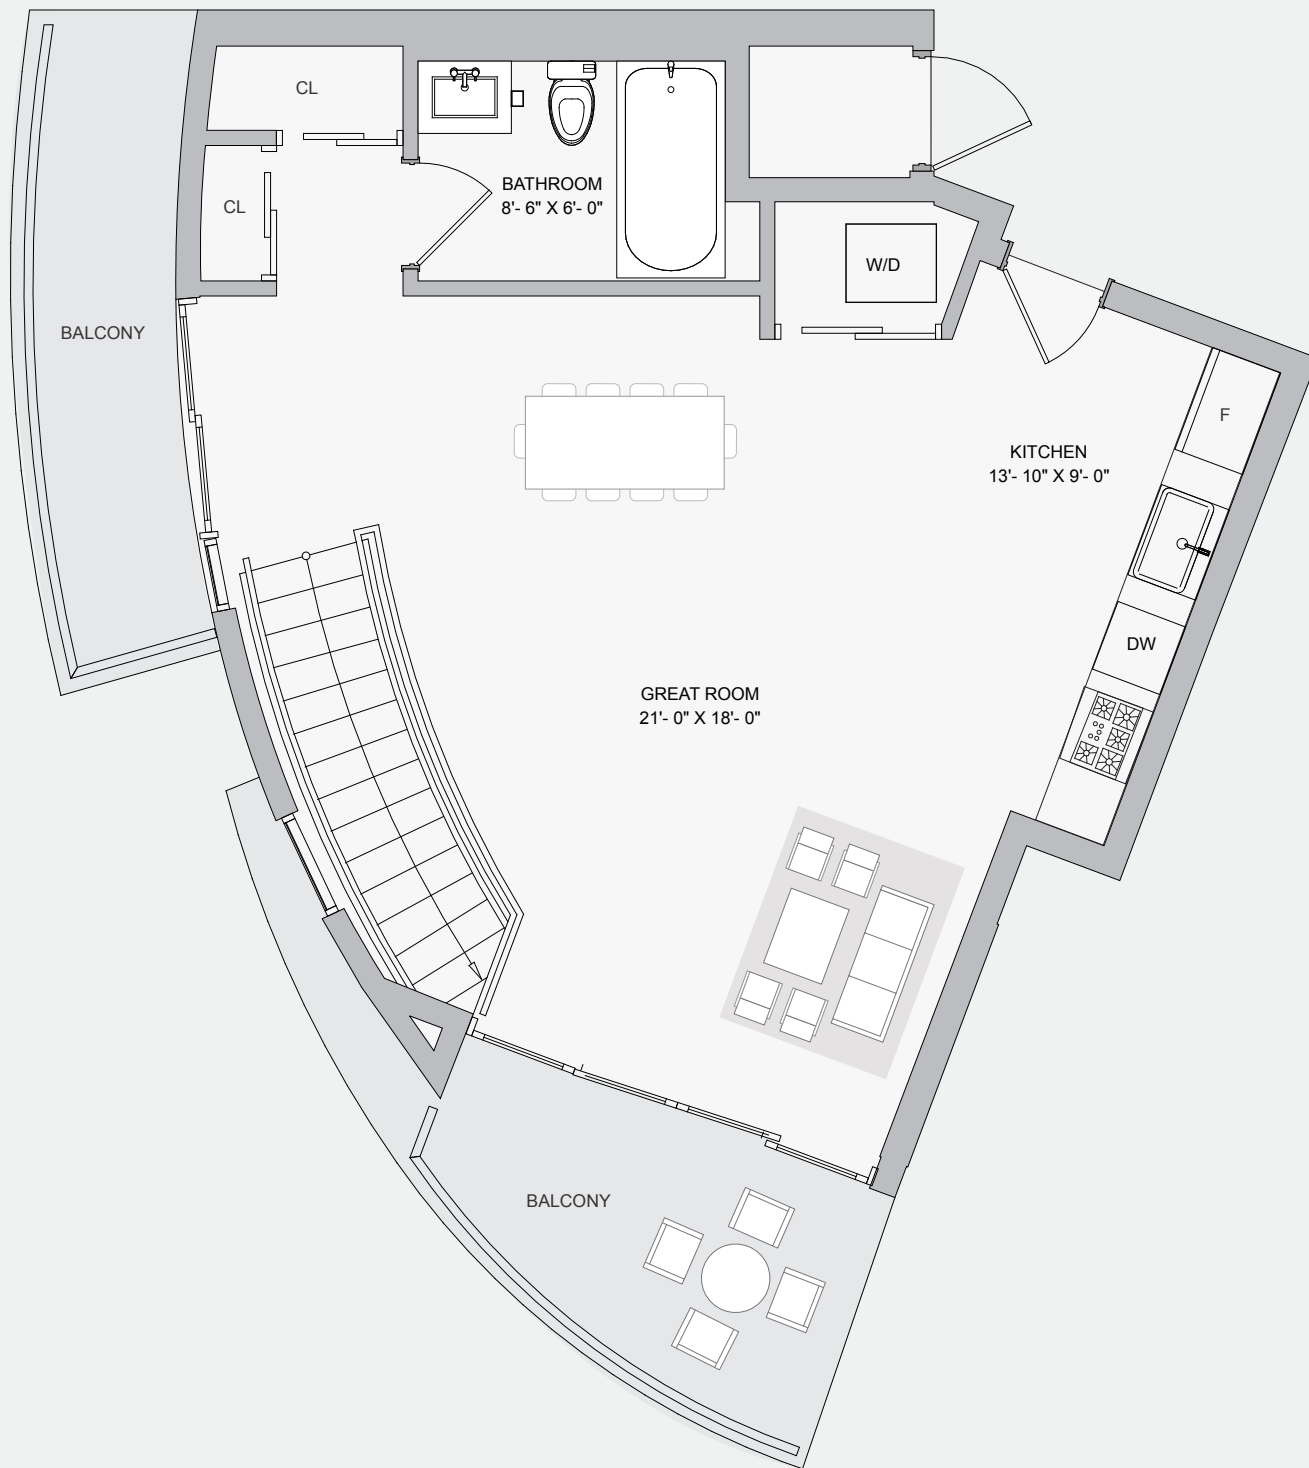 CL
CL
BATHROOM
8'- 6" X 6'- 0"
W/D
BALCONY
F
KITCHEN
13'- 10" X 9'- 0"
DW
GREAT ROOM
21'- 0" X 18'- 0"
BALCONY